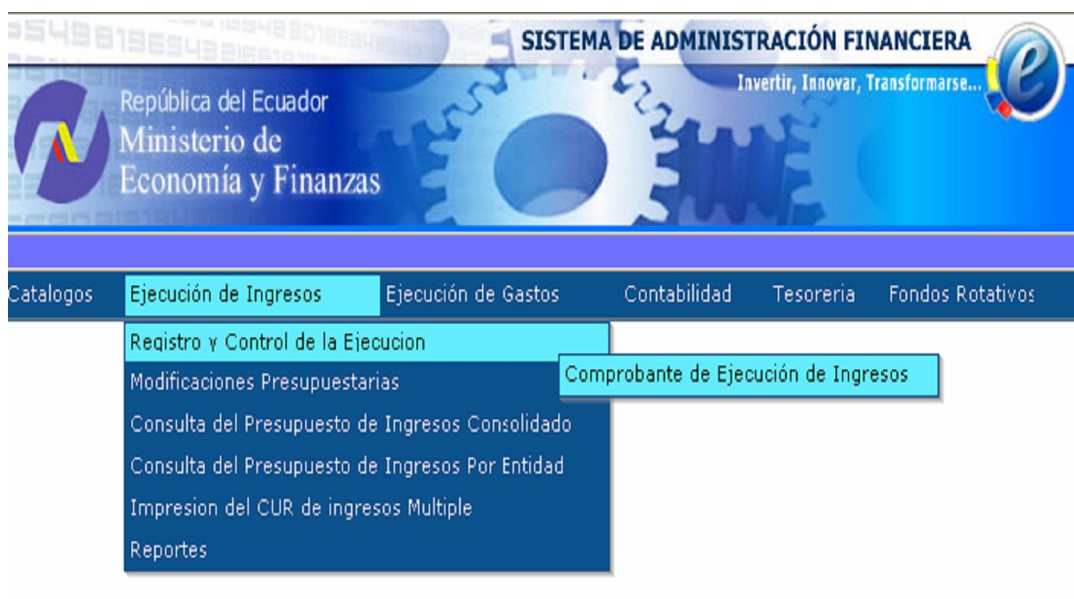 SISTEMA DE ADMINISTRACIÓN FINANCIERA
Invertir, Innovar, Transformarse...
República del Ecuador
Ministerio de
Economía y Finanzas
Catalogos Ejecución de Ingresos Ejecución de Gastos Contabilidad Tesoreria Fondos Rotativos
Registro y Control de la Ejecucion
Comprobante de Ejecución de Ingresos
Modificaciones Presupuestarias
Consulta del Presupuesto de Ingresos Consolidado
Consulta del Presupuesto de Ingresos Por Entidad
Impresion del CUR de ingresos Multiple
Reportes